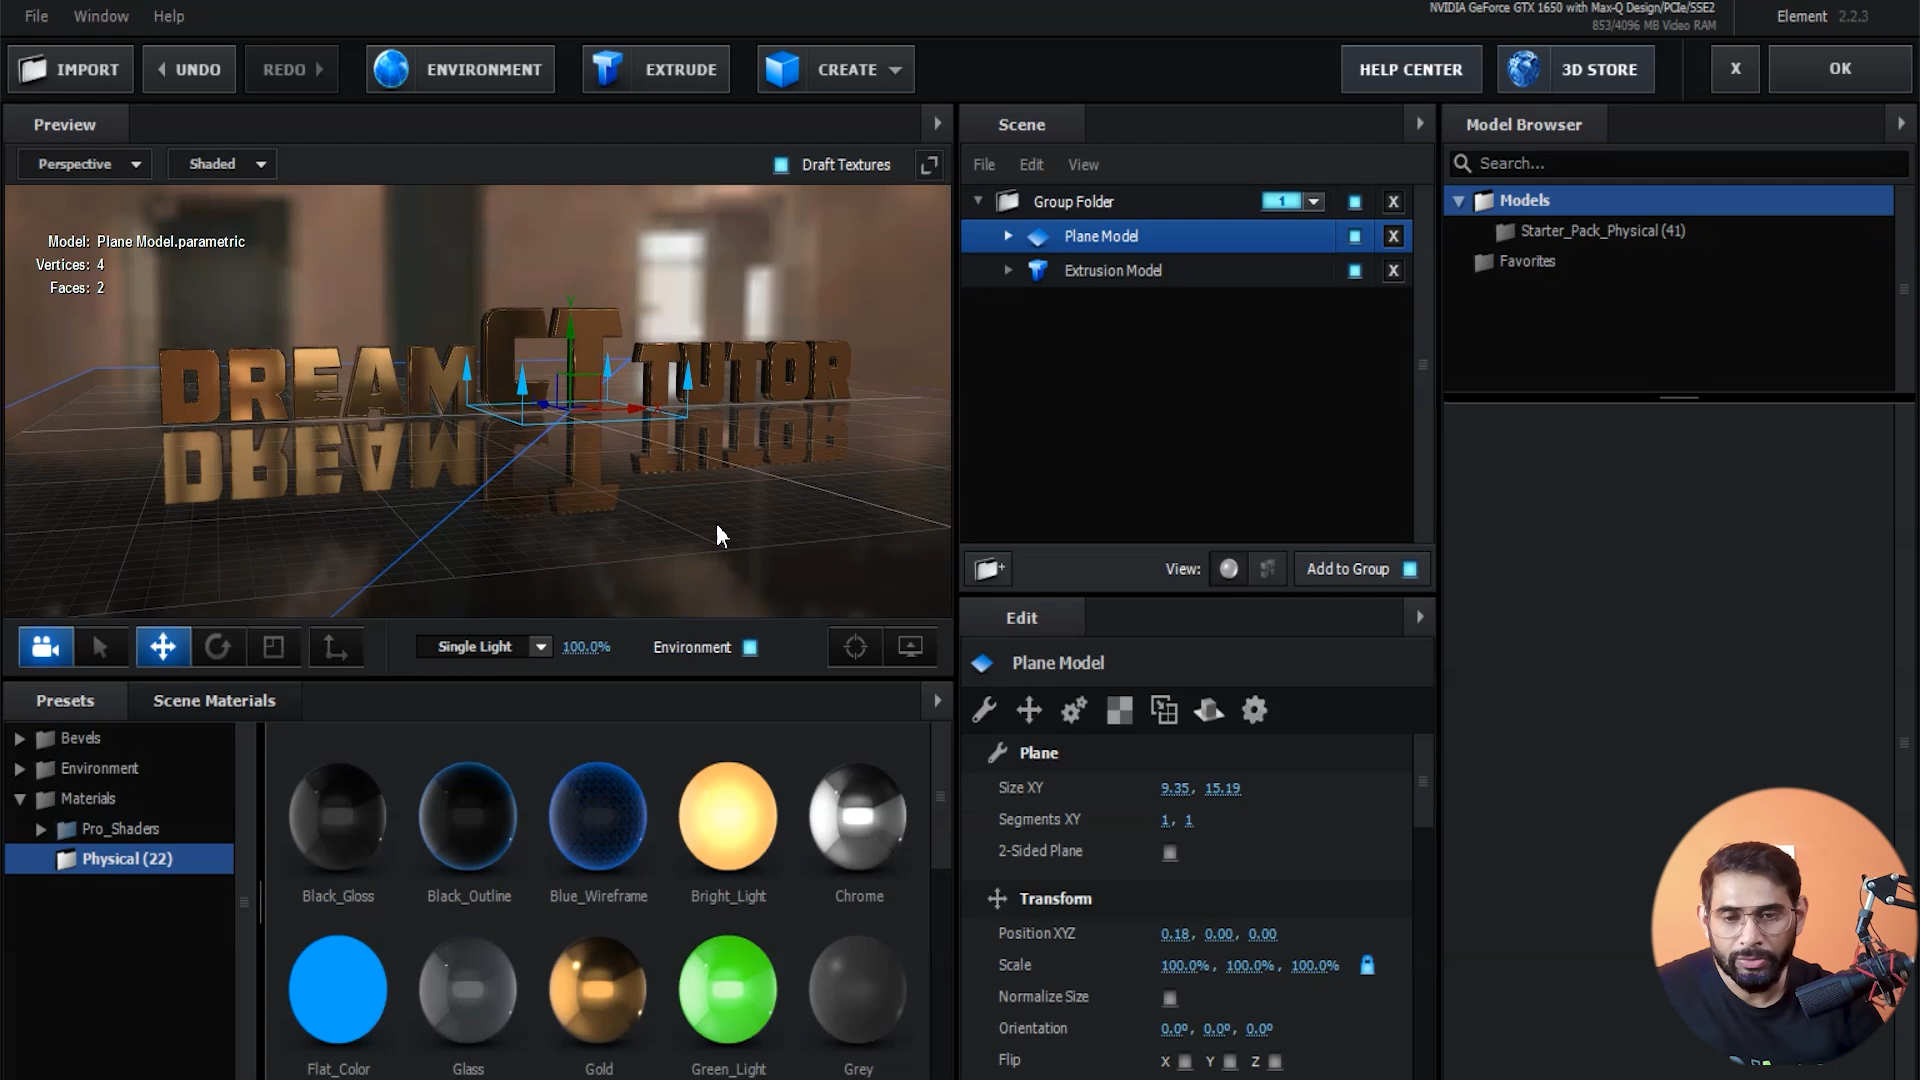 File Window Help
NVIDIA GeForce GTX 1650 with Max-Q Design/PCIe/SSE2
853/4096 MB Video RAM
Element 2.2.3
IMPORT UNDO REDO ENVIRONMENT EXTRUDE CREATE HELP CENTER 3D STORE X OK
Preview
Perspective Shaded Draft Textures
Model: Plane Model.parametric
Vertices: 4
Faces: 2
DREAM CT TUTOR
Single Light 100.0% Environment
Presets Scene Materials
Bevels
Environment
Materials
Pro_Shaders
Physical (22)
Black_Gloss Black_Outline Blue_Wireframe Bright_Light Chrome
Flat_Color Glass Gold Green_Light Grey
Scene
File Edit View
Group Folder 1 X
Plane Model X
Extrusion Model X
View: Add to Group
Edit
Plane Model
Plane
Size XY 9.35, 15.19
Segments XY 1, 1
2-Sided Plane
Transform
Position XYZ 0.18, 0.00, 0.00
Scale 100.0%, 100.0%, 100.0%
Normalize Size
Orientation 0.0º, 0.0º, 0.0º
Flip X Y Z
Model Browser
Search...
Models
Starter_Pack_Physical (41)
Favorites